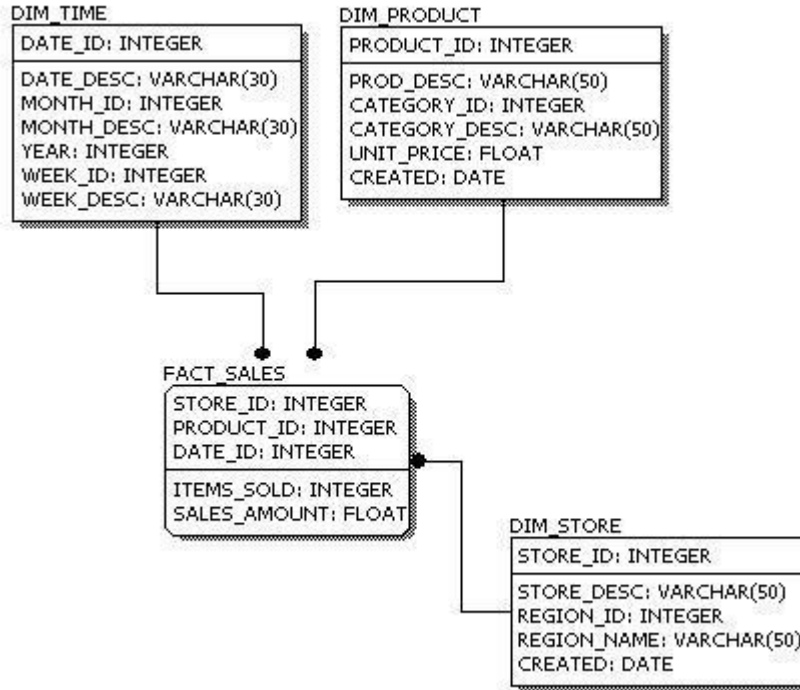 DIM_TIME
DATE_ID: INTEGER
DATE_DESC: VARCHAR(30)
MONTH_ID: INTEGER
MONTH_DESC: VARCHAR(30)
YEAR: INTEGER
WEEK_ID: INTEGER
WEEK_DESC: VARCHAR(30)
DIM_PRODUCT
PRODUCT_ID: INTEGER
PROD_DESC: VARCHAR(50)
CATEGORY_ID: INTEGER
CATEGORY_DESC: VARCHAR(50)
UNIT_PRICE: FLOAT
CREATED: DATE
FACT_SALES
STORE_ID: INTEGER
PRODUCT_ID: INTEGER
DATE_ID: INTEGER
ITEMS_SOLD: INTEGER
SALES_AMOUNT: FLOAT
DIM_STORE
STORE_ID: INTEGER
STORE_DESC: VARCHAR(50)
REGION_ID: INTEGER
REGION_NAME: VARCHAR(50)
CREATED: DATE